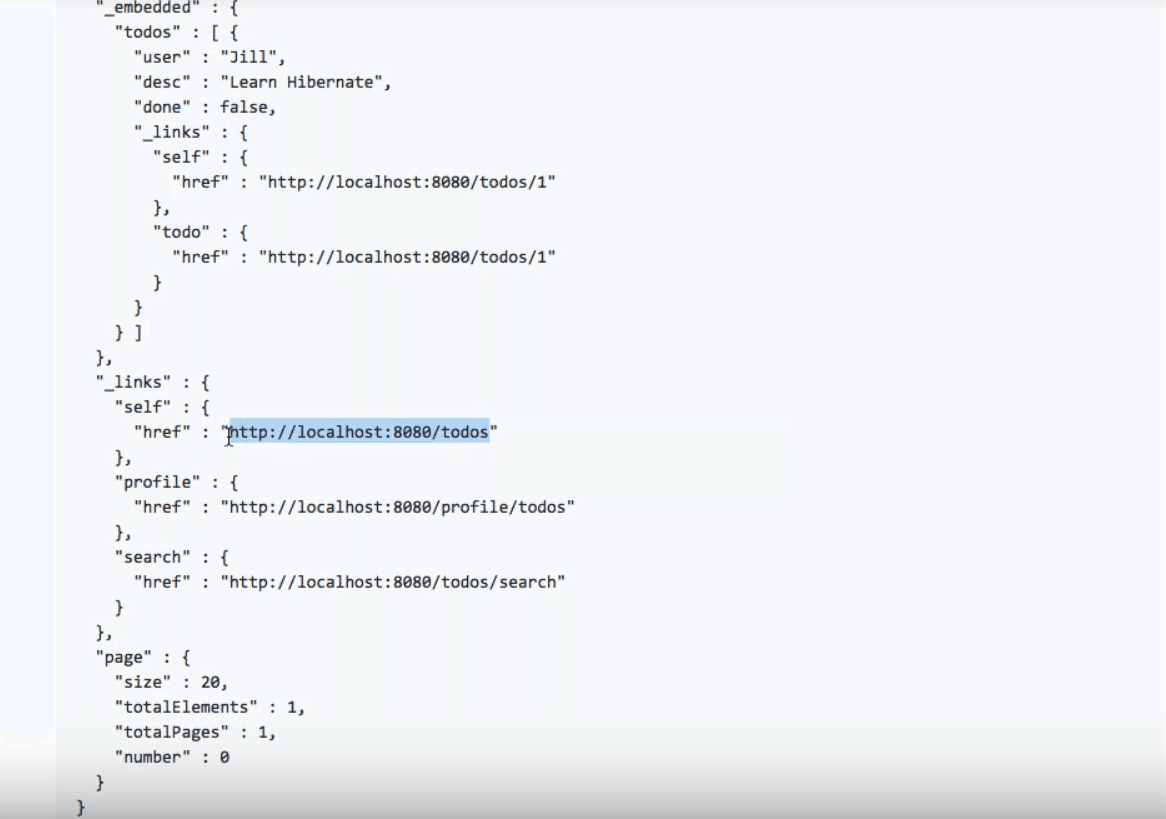 "_embedded" : {
"todos" : [ {
"user" : "Jill",
"desc" : "Learn Hibernate",
"done" : false,
"_links" : {
"self" : {
"href" : "http://localhost:8080/todos/1"
},
"todo" : {
"href" : "http://localhost:8080/todos/1"
}
}
} ]
},
"_links" : {
"self" : {
"href" : "http://localhost:8080/todos"
},
"profile" : {
"href" : "http://localhost:8080/profile/todos"
},
"search" : {
"href" : "http://localhost:8080/todos/search"
}
},
"page" : {
"size" : 20,
"totalElements" : 1,
"totalPages" : 1,
"number" : 0
}
}